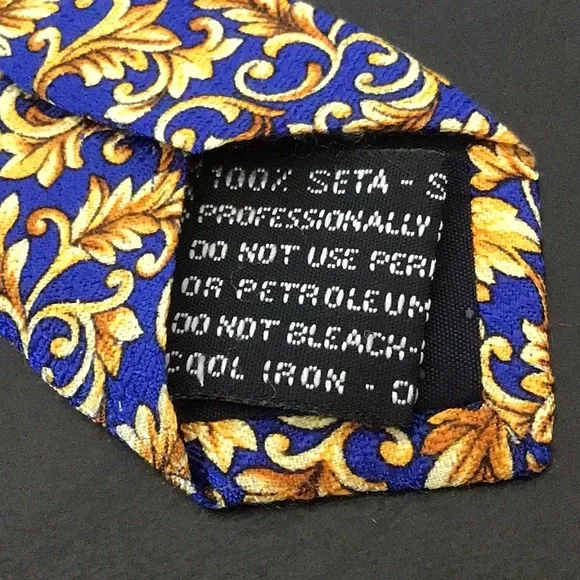 100% SETA - S
PROFESSIONALLY
DO NOT USE PER
OR PETROLEUM
DO NOT BLEACH-
COOL IRON -